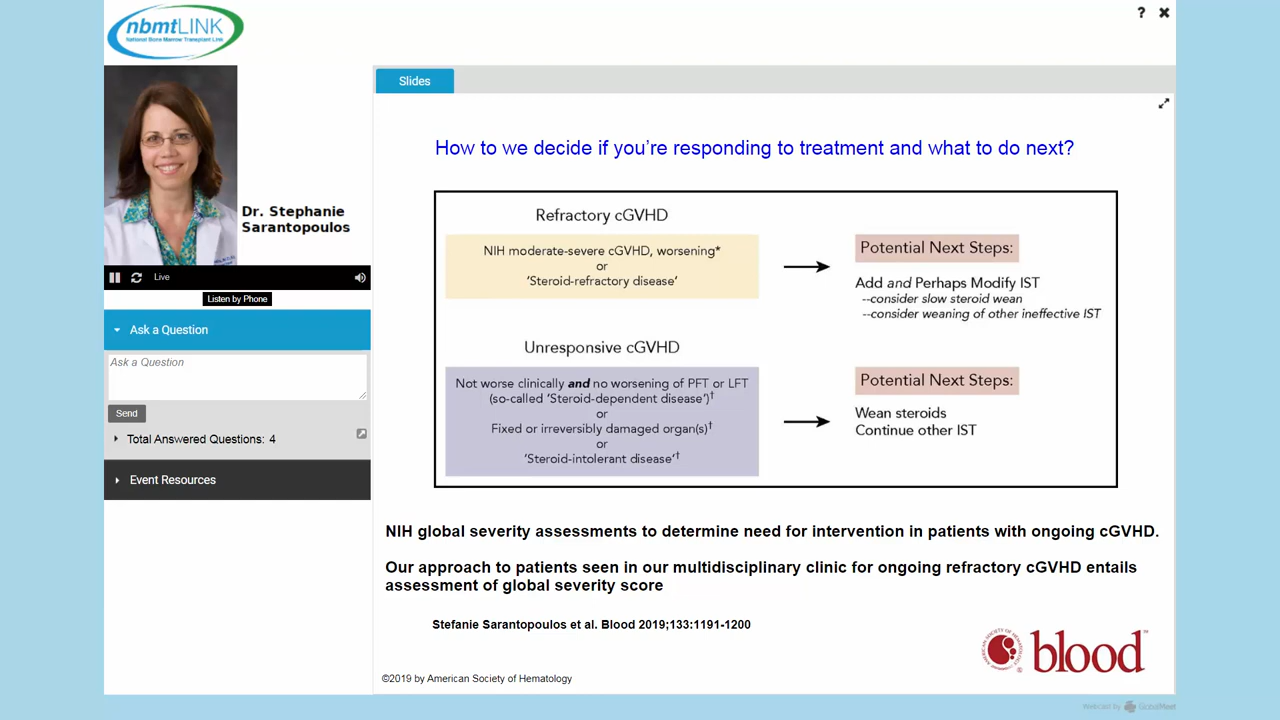 nbmtLINK
National Bone Marrow Transplant Link
? ×
Dr. Stephanie
Sarantopoulos
Live
Listen by Phone
Ask a Question
Ask a Question
Send
Total Answered Questions: 4
Event Resources
Slides
How to we decide if you're responding to treatment and what to do next?
Refractory cGVHD
NIH moderate-severe cGVHD, worsening*
or
'Steroid-refractory disease'
Potential Next Steps:
Add and Perhaps Modify IST
--consider slow steroid wean
--consider weaning of other ineffective IST
Unresponsive cGVHD
Not worse clinically and no worsening of PFT or LFT
(so-called 'Steroid-dependent disease')†
or
Fixed or irreversibly damaged organ(s)†
or
'Steroid-intolerant disease'†
Potential Next Steps:
Wean steroids
Continue other IST
NIH global severity assessments to determine need for intervention in patients with ongoing cGVHD.
Our approach to patients seen in our multidisciplinary clinic for ongoing refractory cGVHD entails
assessment of global severity score
Stefanie Sarantopoulos et al. Blood 2019;133:1191-1200
AMERICAN SOCIETY OF HEMATOLOGY
®
blood™
©2019 by American Society of Hematology
Webcast by GlobalMeet